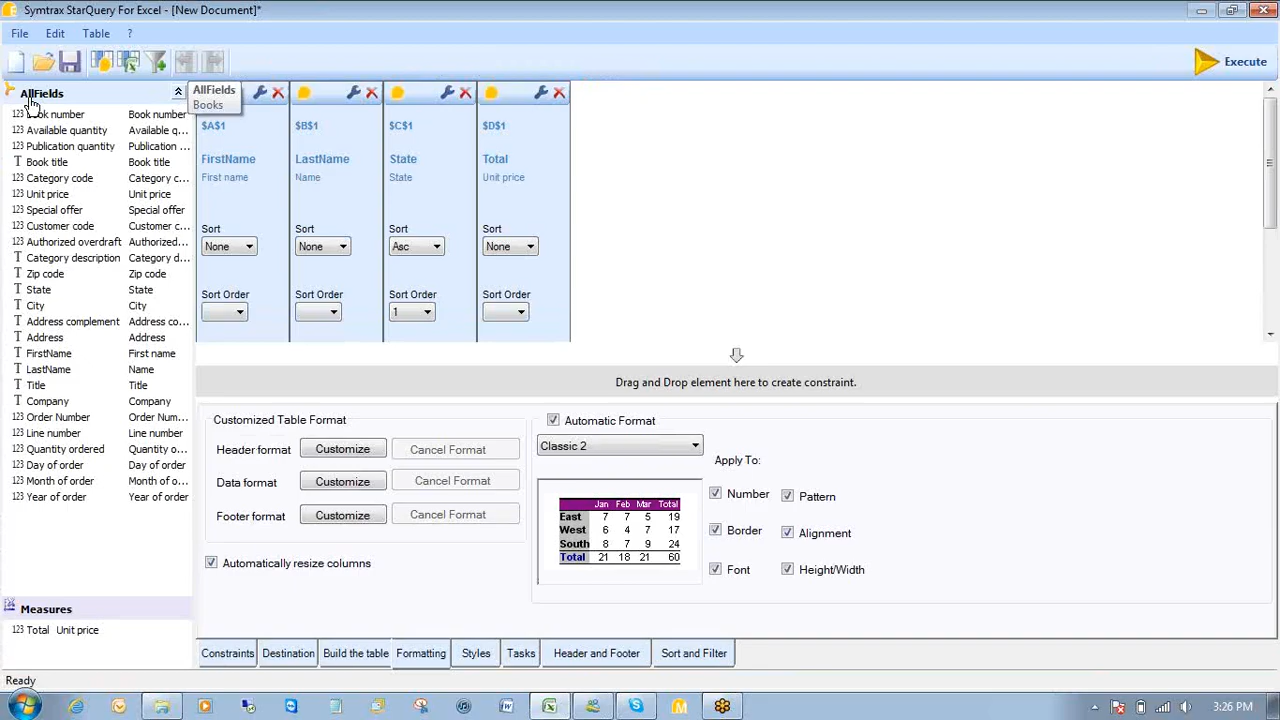 Symtrax StarQuery For Excel - [New Document]*
File Edit Table ?
Execute
AllFields
AllFields
Books
123 Book number Book number
123 Available quantity Available q...
123 Publication quantity Publication ...
T Book title Book title
123 Category code Category c...
123 Unit price Unit price
123 Special offer Special offer
123 Customer code Customer c...
123 Authorized overdraft Authorized...
T Category description Category d...
T Zip code Zip code
T State State
T City City
T Address complement Address co...
T Address Address
T FirstName First name
T LastName Name
T Title Title
T Company Company
123 Order Number Order Num...
123 Line number Line number
123 Quantity ordered Quantity o...
123 Day of order Day of order
123 Month of order Month of o...
123 Year of order Year of order
Measures
123 Total Unit price
Ready
$A$1 $B$1 $C$1 $D$1
FirstName LastName State Total
First name Name State Unit price
Sort Sort Sort Sort
None None Asc None
Sort Order Sort Order Sort Order Sort Order
1
Drag and Drop element here to create constraint.
Customized Table Format
Header format Customize Cancel Format
Data format Customize Cancel Format
Footer format Customize Cancel Format
Automatically resize columns
Automatic Format
Classic 2
Apply To:
Jan Feb Mar Total
East 7 7 5 19
West 6 4 7 17
South 8 7 9 24
Total 21 18 21 60
Number Pattern
Border Alignment
Font Height/Width
Constraints Destination Build the table Formatting Styles Tasks Header and Footer Sort and Filter
3:26 PM